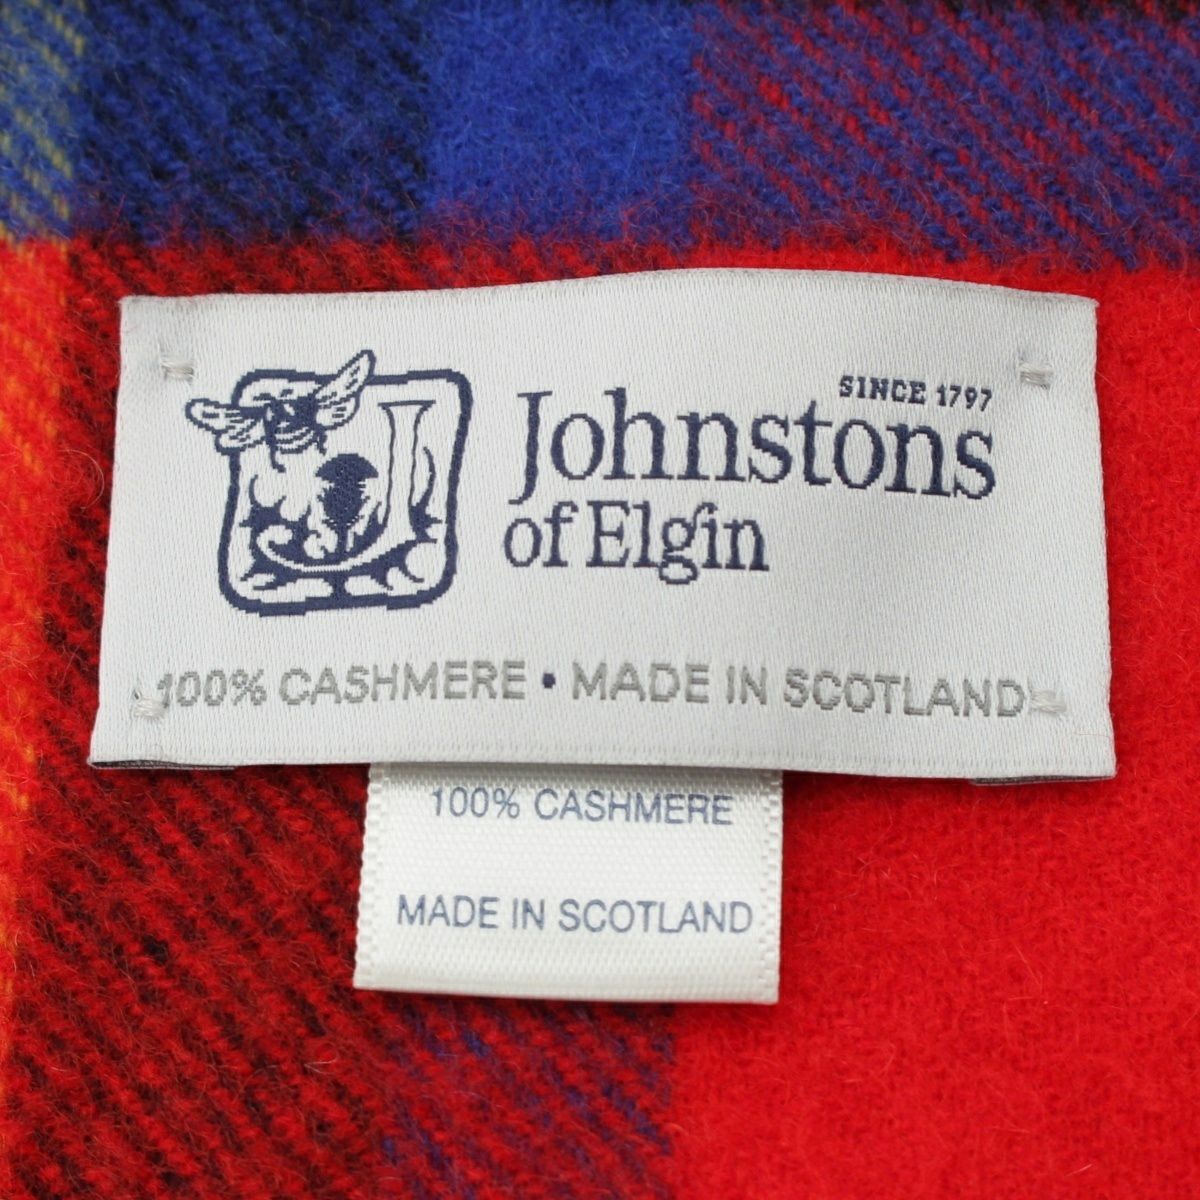 SINCE 1797
Johnstons
of Elgin
100% CASHMERE • MADE IN SCOTLAND
100% CASHMERE
MADE IN SCOTLAND